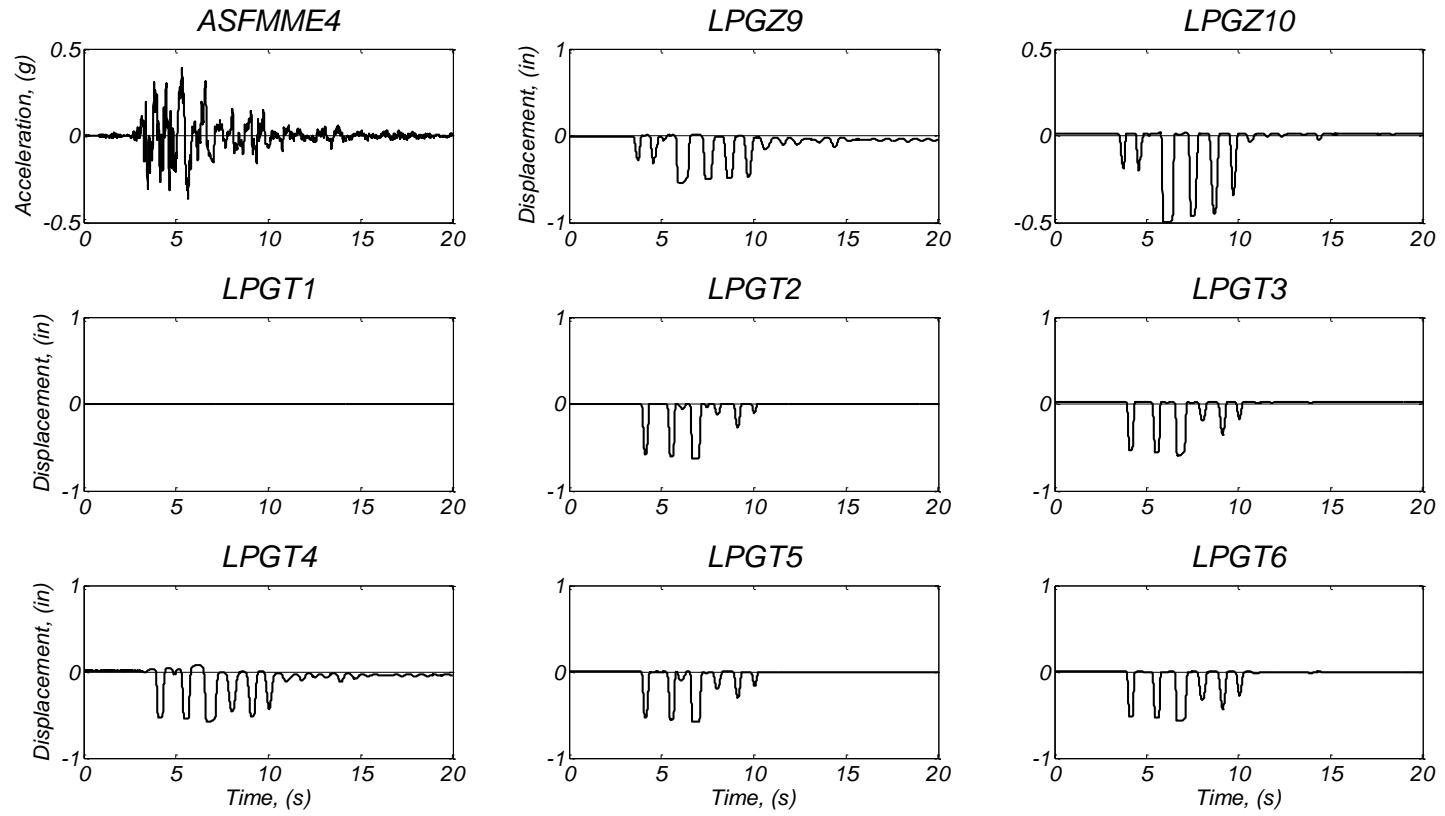 ASFMME4
LPGZ9
LPGZ10
Acceleration, (g)
0.5
0
-0.5
0 5 10 15 20
Displacement, (in)
1
0
-1
0 5 10 15 20
0.5
0
-0.5
0 5 10 15 20
LPGT1
LPGT2
LPGT3
Displacement, (in)
1
0
-1
0 5 10 15 20
1
0
-1
0 5 10 15 20
1
0
-1
0 5 10 15 20
LPGT4
LPGT5
LPGT6
Displacement, (in)
1
0
-1
0 5 10 15 20
Time, (s)
1
0
-1
0 5 10 15 20
Time, (s)
1
0
-1
0 5 10 15 20
Time, (s)